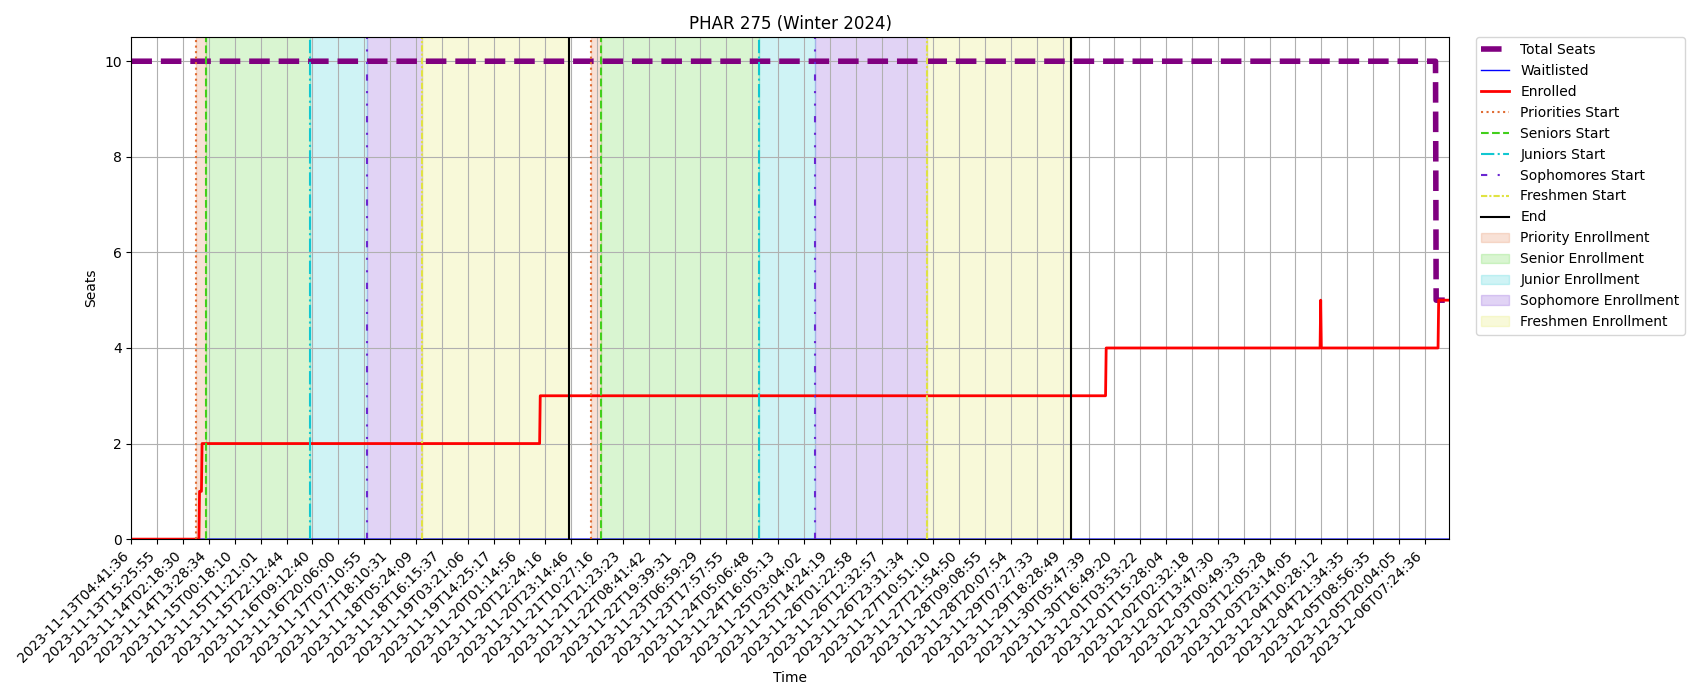 PHAR 275 (Winter 2024)
Seats
10
8
6
4
2
0
2023-11-13T04:41:36
2023-11-13T15:25:55
2023-11-14T02:18:30
2023-11-14T13:28:34
2023-11-15T00:18:10
2023-11-15T11:21:01
2023-11-15T22:12:44
2023-11-16T09:12:40
2023-11-16T20:06:00
2023-11-17T07:10:55
2023-11-17T18:10:31
2023-11-18T05:24:09
2023-11-18T16:15:37
2023-11-19T03:21:06
2023-11-19T14:25:17
2023-11-20T01:14:56
2023-11-20T12:24:16
2023-11-20T23:14:46
2023-11-21T10:27:16
2023-11-21T21:23:23
2023-11-22T08:41:42
2023-11-22T19:39:31
2023-11-23T06:59:29
2023-11-23T17:57:55
2023-11-24T05:06:48
2023-11-24T16:05:13
2023-11-25T03:04:02
2023-11-25T14:24:19
2023-11-26T01:22:58
2023-11-26T12:32:57
2023-11-26T23:31:34
2023-11-27T10:51:10
2023-11-27T21:54:50
2023-11-28T09:08:55
2023-11-28T20:07:54
2023-11-29T07:27:33
2023-11-29T18:28:49
2023-11-30T05:47:39
2023-11-30T16:49:20
2023-12-01T03:53:22
2023-12-01T15:28:04
2023-12-02T02:32:18
2023-12-02T13:47:30
2023-12-03T00:49:33
2023-12-03T12:05:28
2023-12-03T23:14:05
2023-12-04T10:28:12
2023-12-04T21:34:35
2023-12-05T08:56:35
2023-12-05T20:04:05
2023-12-06T07:24:36
Time
Total Seats
Waitlisted
Enrolled
Priorities Start
Seniors Start
Juniors Start
Sophomores Start
Freshmen Start
End
Priority Enrollment
Senior Enrollment
Junior Enrollment
Sophomore Enrollment
Freshmen Enrollment